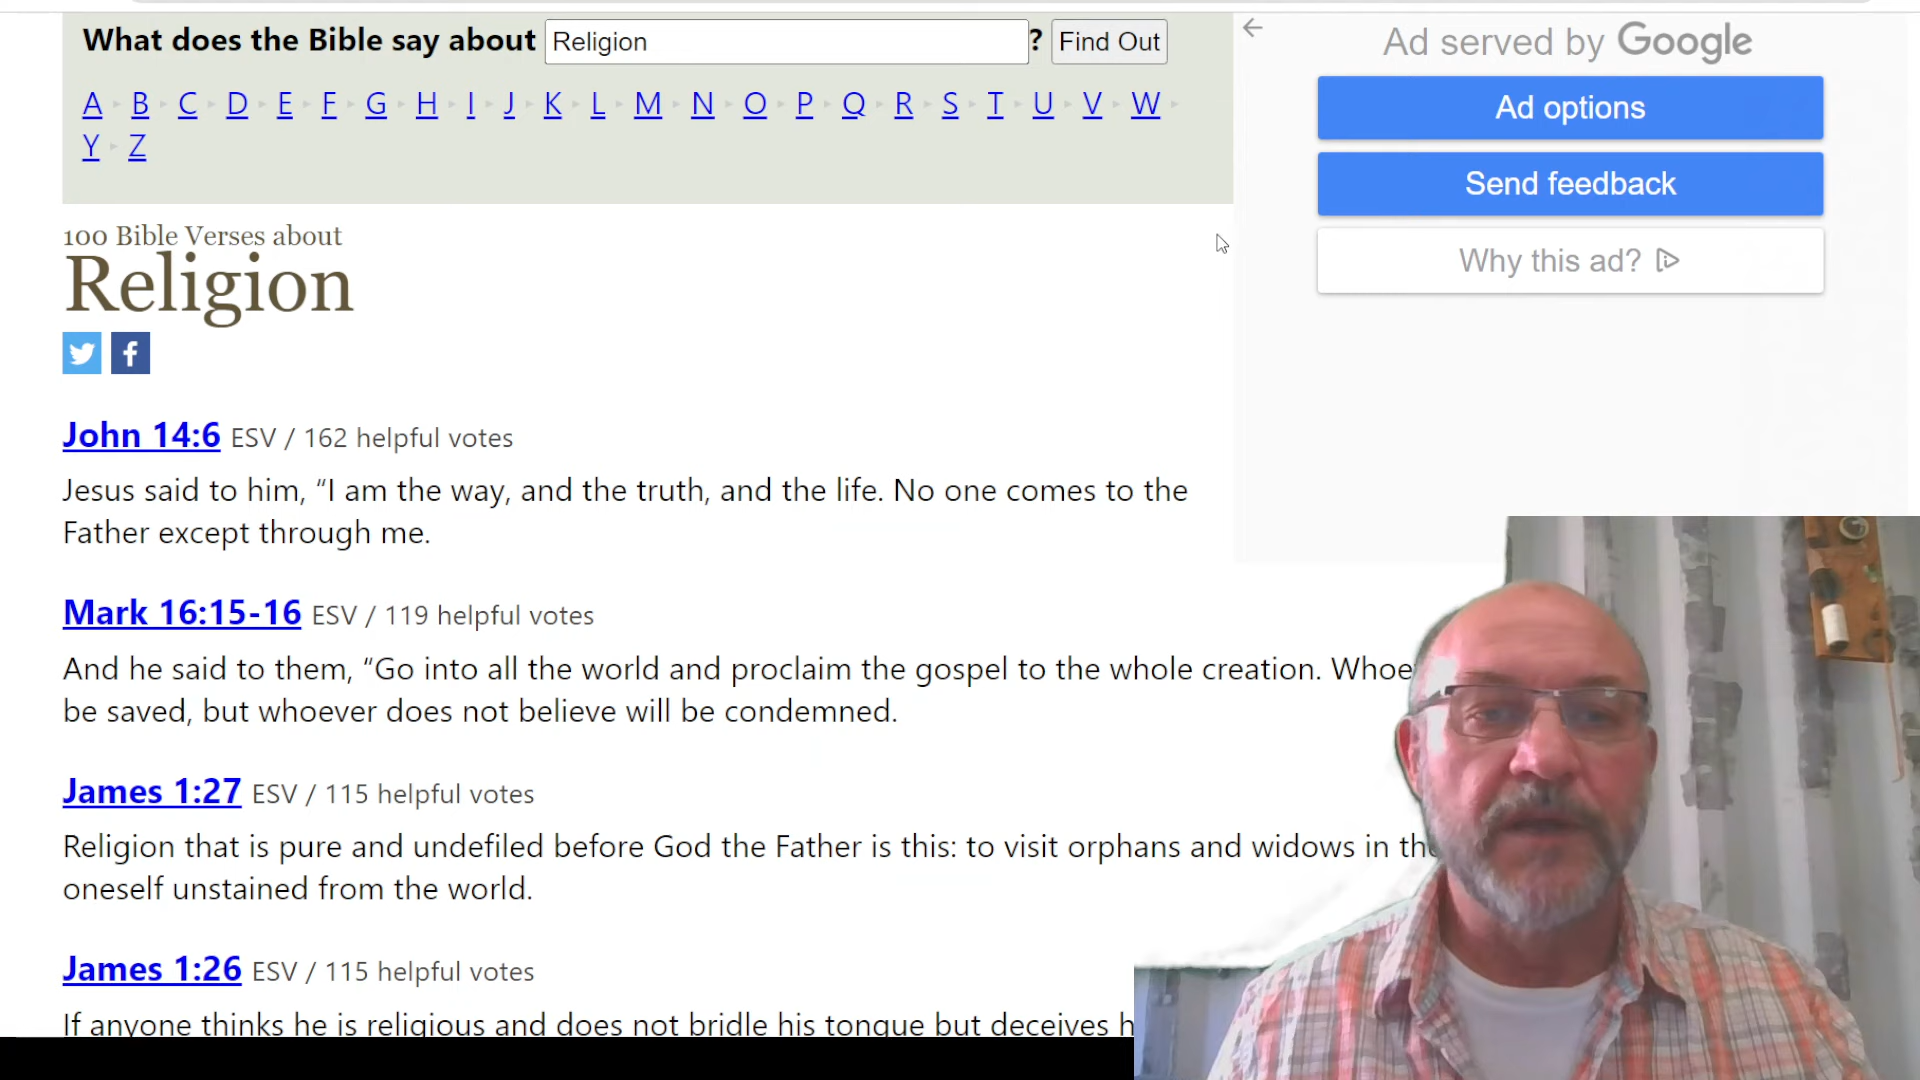 What does the Bible say about Religion ? Find Out
A B C D E F G H I J K L M N O P Q R S T U V W
Y Z
100 Bible Verses about
Religion
John 14:6 ESV / 162 helpful votes
Jesus said to him, “I am the way, and the truth, and the life. No one comes to the
Father except through me.
Mark 16:15-16 ESV / 119 helpful votes
And he said to them, “Go into all the world and proclaim the gospel to the whole creation. Whoe
be saved, but whoever does not believe will be condemned.
James 1:27 ESV / 115 helpful votes
Religion that is pure and undefiled before God the Father is this: to visit orphans and widows in the
oneself unstained from the world.
James 1:26 ESV / 115 helpful votes
If anyone thinks he is religious and does not bridle his tongue but deceives h
Ad served by Google
Ad options
Send feedback
Why this ad?